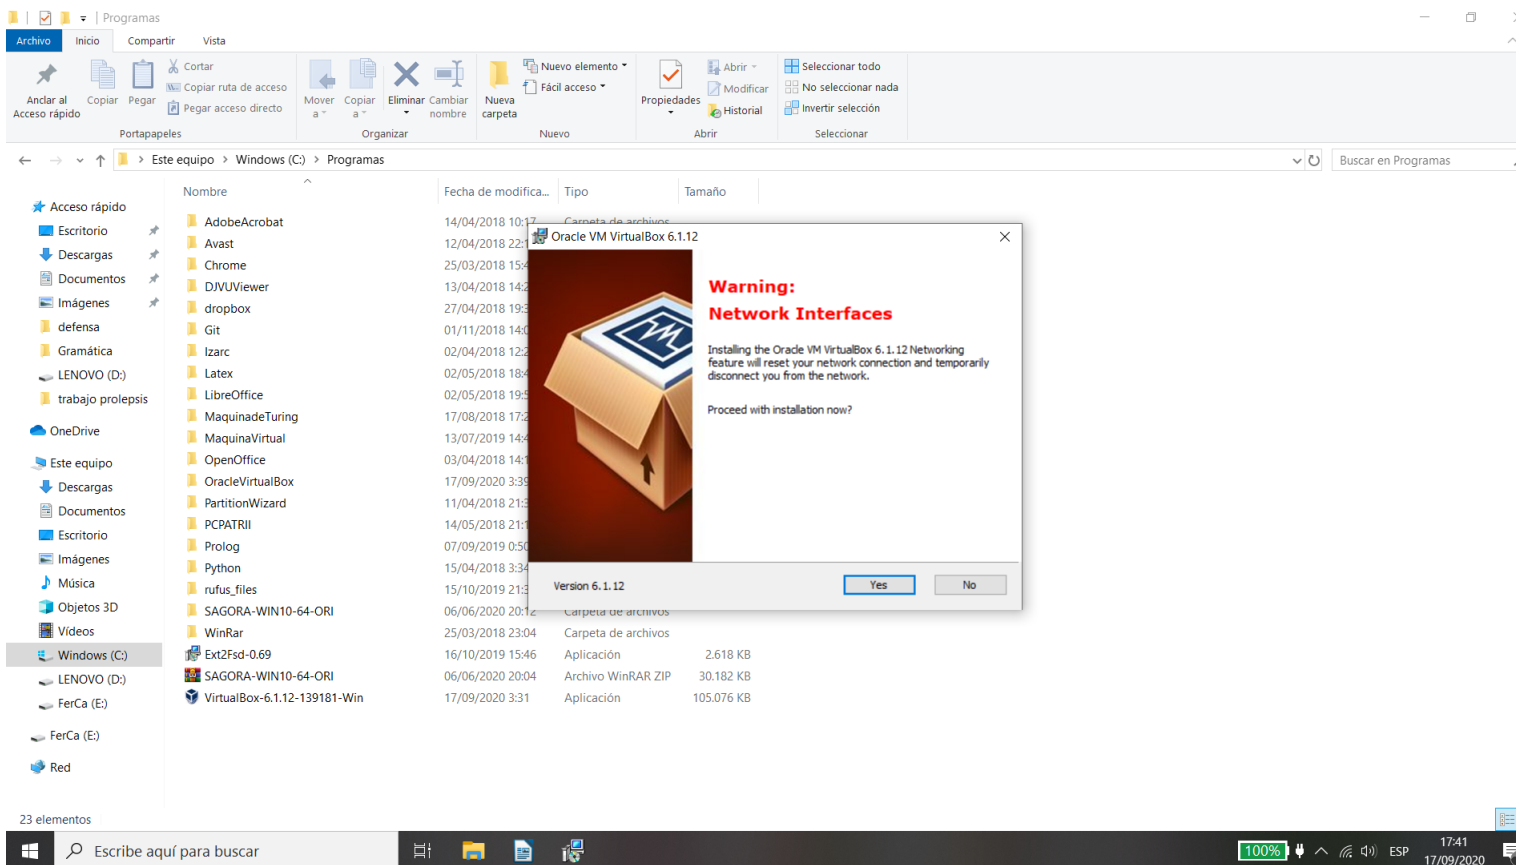 Programas
Archivo Inicio Compartir Vista
Anclar al Acceso rápido
Copiar
Pegar
Cortar
Copiar ruta de acceso
Pegar acceso directo
Portapapeles
Mover a
Copiar a
Eliminar
Cambiar nombre
Organizar
Nueva carpeta
Nuevo elemento
Fácil acceso
Nuevo
Propiedades
Abrir
Modificar
Historial
Abrir
Seleccionar todo
No seleccionar nada
Invertir selección
Seleccionar
Este equipo > Windows (C:) > Programas
Buscar en Programas
Acceso rápido
Escritorio
Descargas
Documentos
Imágenes
defensa
Gramática
LENOVO (D:)
trabajo prolepsis
OneDrive
Este equipo
Descargas
Documentos
Escritorio
Imágenes
Música
Objetos 3D
Vídeos
Windows (C:)
LENOVO (D:)
FerCa (E:)
FerCa (E:)
Red
Nombre Fecha de modifica... Tipo Tamaño
AdobeAcrobat 14/04/2018 10:17 Carpeta de archivos
Avast 12/04/2018
Chrome 25/03/2018
DJVUViewer 13/04/2018
dropbox 27/04/2018
Git 01/11/2018
Izarc 02/04/2018
Latex 02/05/2018
LibreOffice 02/05/2018
MaquinadeTuring 17/08/2018
MaquinaVirtual 13/07/2019
OpenOffice 03/04/2018
OracleVirtualBox 17/09/2020 3:39
PartitionWizard 11/04/2018
PCPATRII 14/05/2018
Prolog 07/09/2019 0:50
Python 15/04/2018 3:34
rufus_files 15/10/2019
SAGORA-WIN10-64-ORI 06/06/2020 20:12 Carpeta de archivos
WinRar 25/03/2018 23:04 Carpeta de archivos
Ext2Fsd-0.69 16/10/2019 15:46 Aplicación 2.618 KB
SAGORA-WIN10-64-ORI 06/06/2020 20:04 Archivo WinRAR ZIP 30.182 KB
VirtualBox-6.1.12-139181-Win 17/09/2020 3:31 Aplicación 105.076 KB
Oracle VM VirtualBox 6.1.12
Warning:
Network Interfaces
Installing the Oracle VM VirtualBox 6.1.12 Networking
feature will reset your network connection and temporarily
disconnect you from the network.
Proceed with installation now?
Version 6.1.12
Yes No
23 elementos
Escribe aquí para buscar
100%
ESP
17:41
17/09/2020